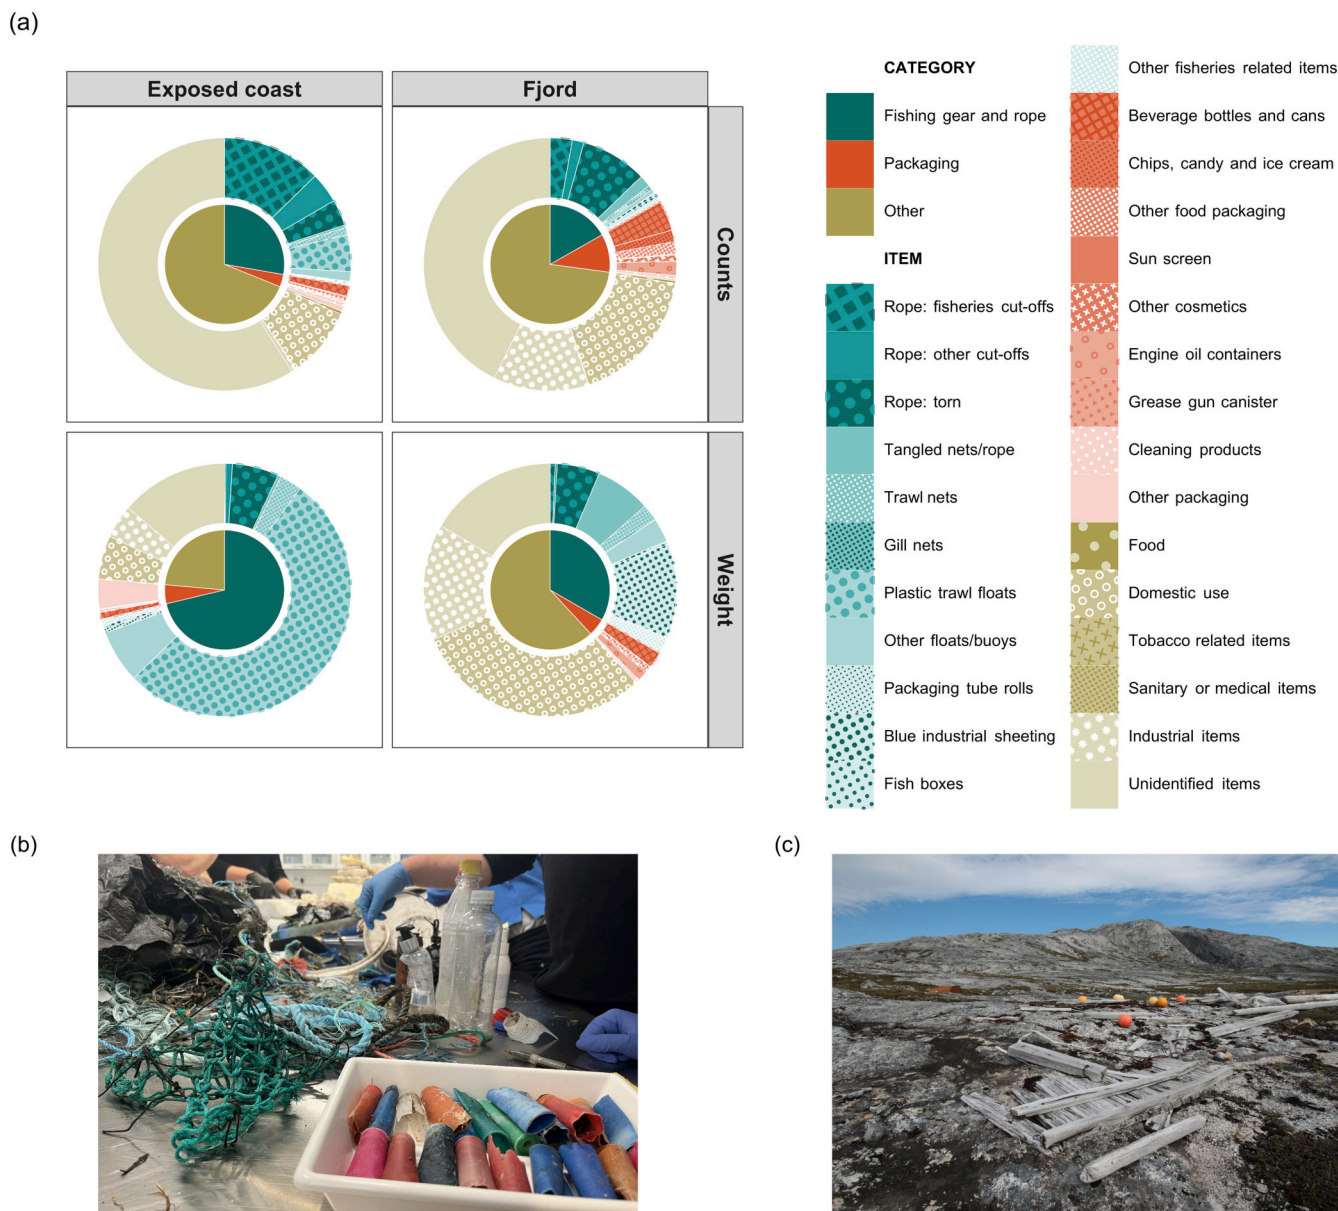 (a)
Exposed coast
Fjord
Counts
Weight
CATEGORY
Fishing gear and rope
Packaging
Other
ITEM
Rope: fisheries cut-offs
Rope: other cut-offs
Rope: torn
Tangled nets/rope
Trawl nets
Gill nets
Plastic trawl floats
Other floats/buoys
Packaging tube rolls
Blue industrial sheeting
Fish boxes
Other fisheries related items
Beverage bottles and cans
Chips, candy and ice cream
Other food packaging
Sun screen
Other cosmetics
Engine oil containers
Grease gun canister
Cleaning products
Other packaging
Food
Domestic use
Tobacco related items
Sanitary or medical items
Industrial items
Unidentified items
(b)
(c)